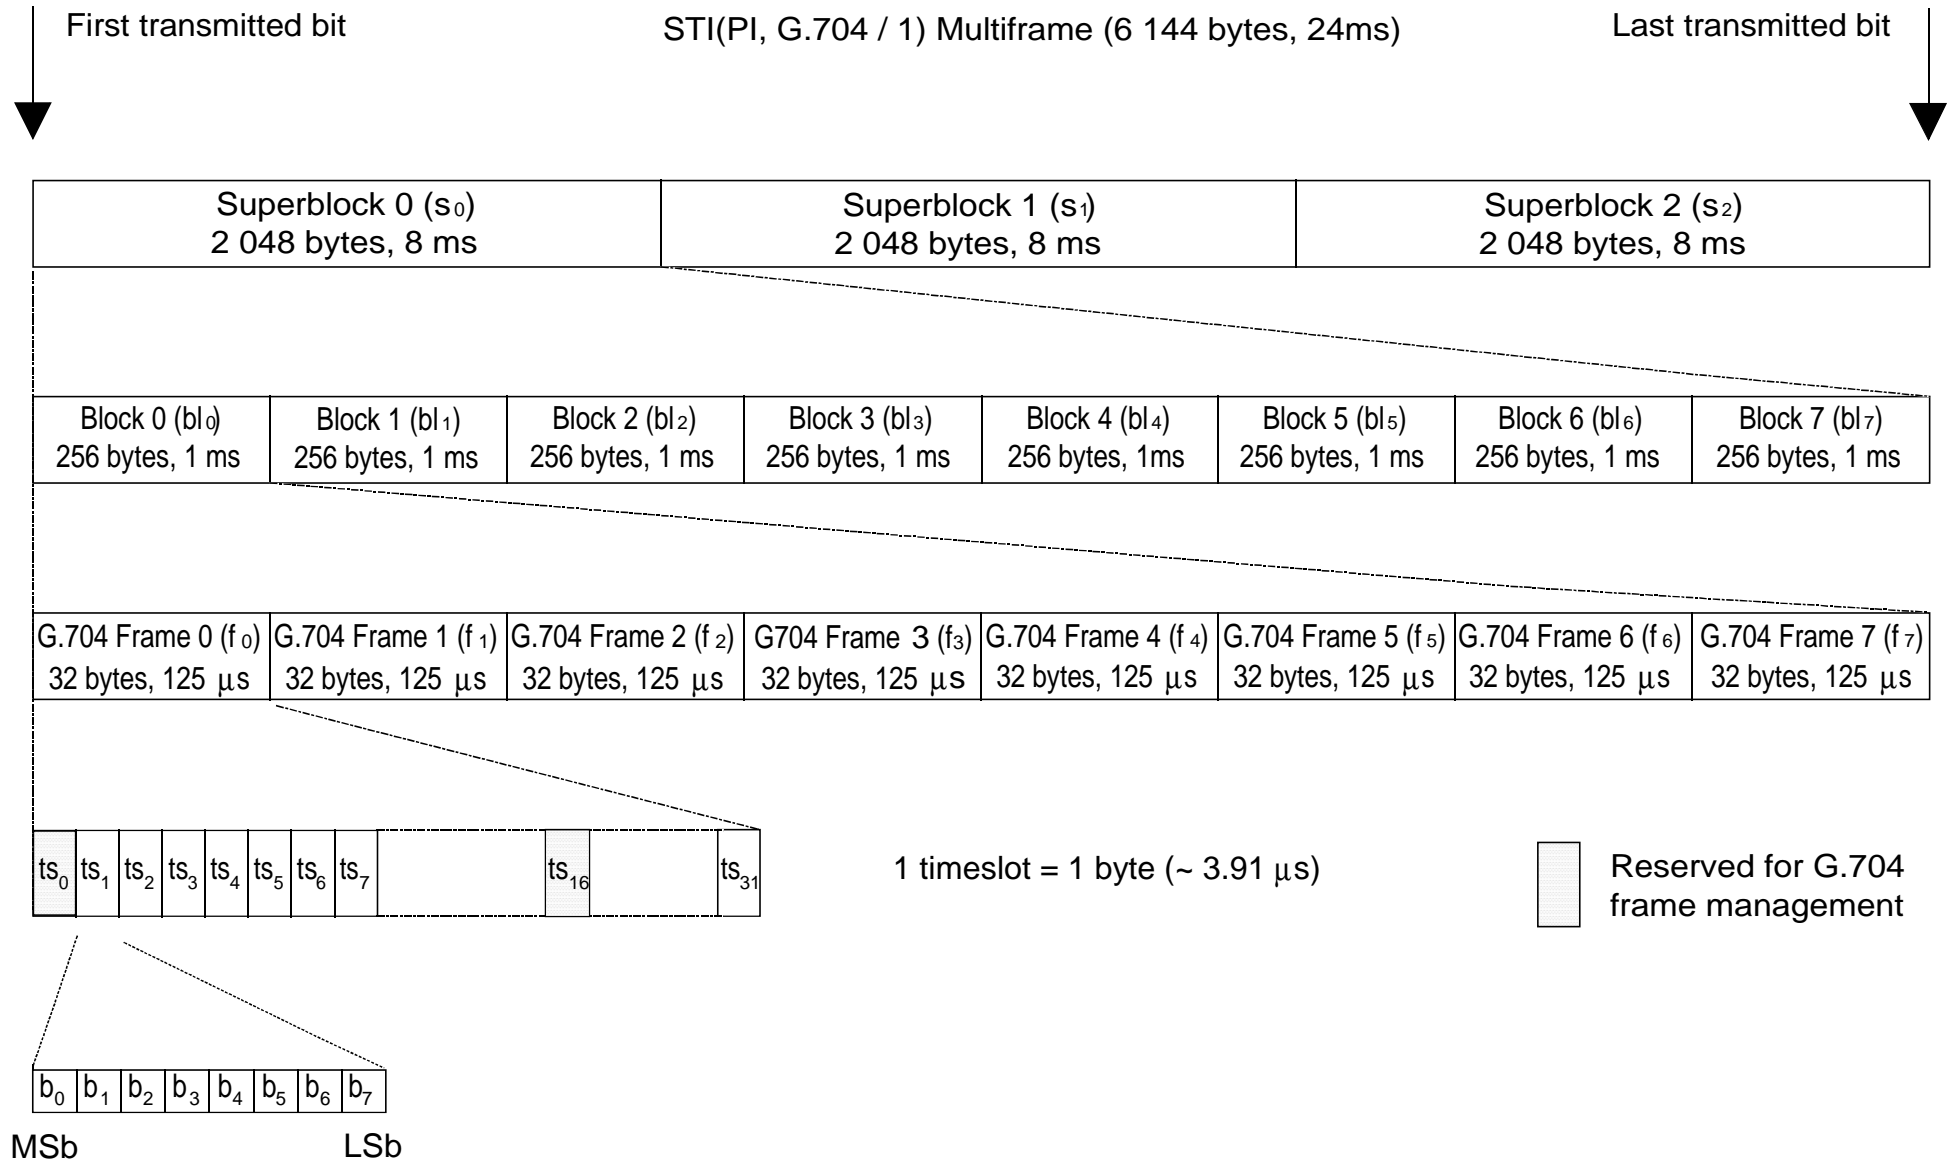 First transmitted bit
STI(PI, G.704 / 1) Multiframe (6 144 bytes, 24ms)
Last transmitted bit
Superblock 0 (s0)
2 048 bytes, 8 ms
Superblock 1 (s1)
2 048 bytes, 8 ms
Superblock 2 (s2)
2 048 bytes, 8 ms
Block 0 (bl0)
256 bytes, 1 ms
Block 1 (bl1)
256 bytes, 1 ms
Block 2 (bl2)
256 bytes, 1 ms
Block 3 (bl3)
256 bytes, 1 ms
Block 4 (bl4)
256 bytes, 1ms
Block 5 (bl5)
256 bytes, 1 ms
Block 6 (bl6)
256 bytes, 1 ms
Block 7 (bl7)
256 bytes, 1 ms
G.704 Frame 0 (f0)
32 bytes, 125 μs
G.704 Frame 1 (f1)
32 bytes, 125 μs
G.704 Frame 2 (f2)
32 bytes, 125 μs
G704 Frame 3 (f3)
32 bytes, 125 μs
G.704 Frame 4 (f4)
32 bytes, 125 μs
G.704 Frame 5 (f5)
32 bytes, 125 μs
G.704 Frame 6 (f6)
32 bytes, 125 μs
G.704 Frame 7 (f7)
32 bytes, 125 μs
ts0 ts1 ts2 ts3 ts4 ts5 ts6 ts7 ts16 ts31
1 timeslot = 1 byte (~ 3.91 μs)
Reserved for G.704
frame management
b0 b1 b2 b3 b4 b5 b6 b7
MSb LSb